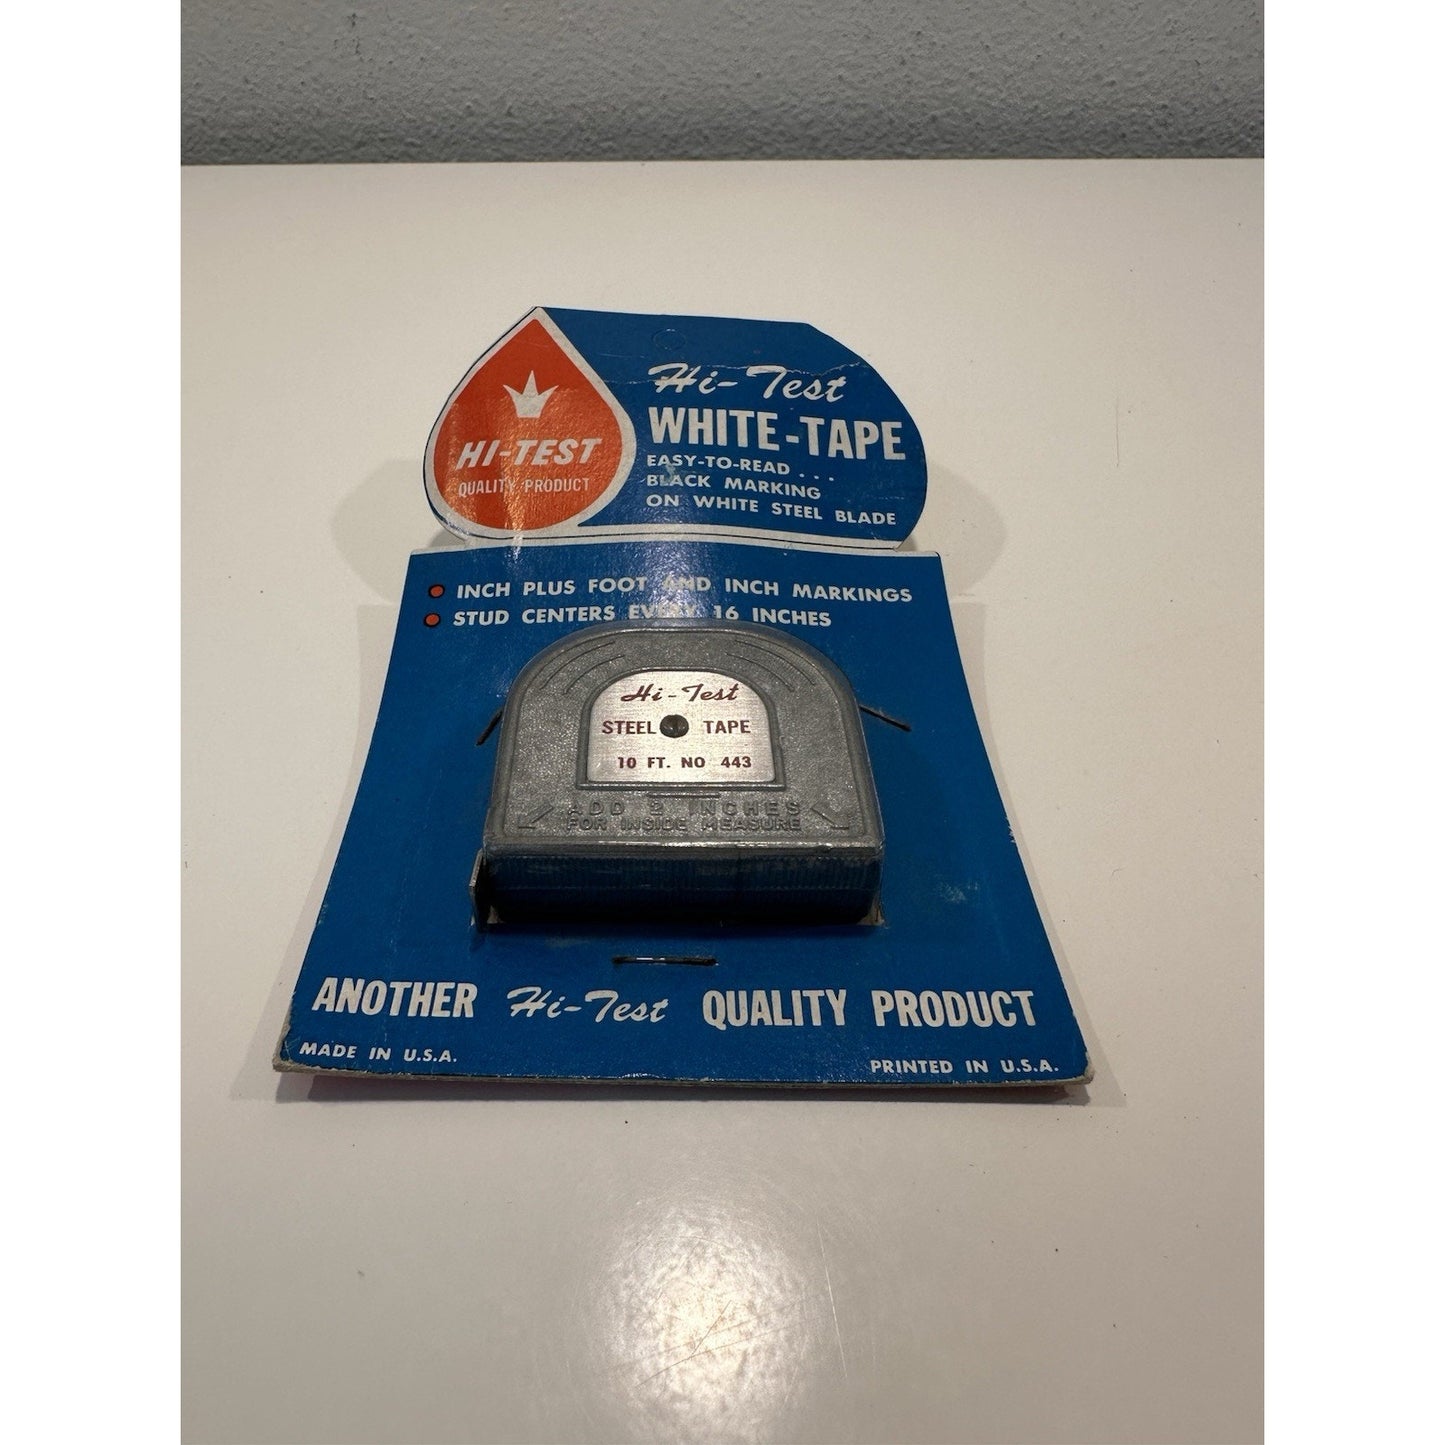 HI-TEST
QUALITY PRODUCT
Hi-Test
WHITE-TAPE
EASY-TO-READ...
BLACK MARKING
ON WHITE STEEL BLADE
INCH PLUS FOOT AND INCH MARKINGS
STUD CENTERS EVERY 16 INCHES
Hi-Test
STEEL TAPE
10 FT. NO 443
ADD 2 INCHES
FOR INSIDE MEASURE
ANOTHER Hi-Test QUALITY PRODUCT
MADE IN U.S.A.
PRINTED IN U.S.A.